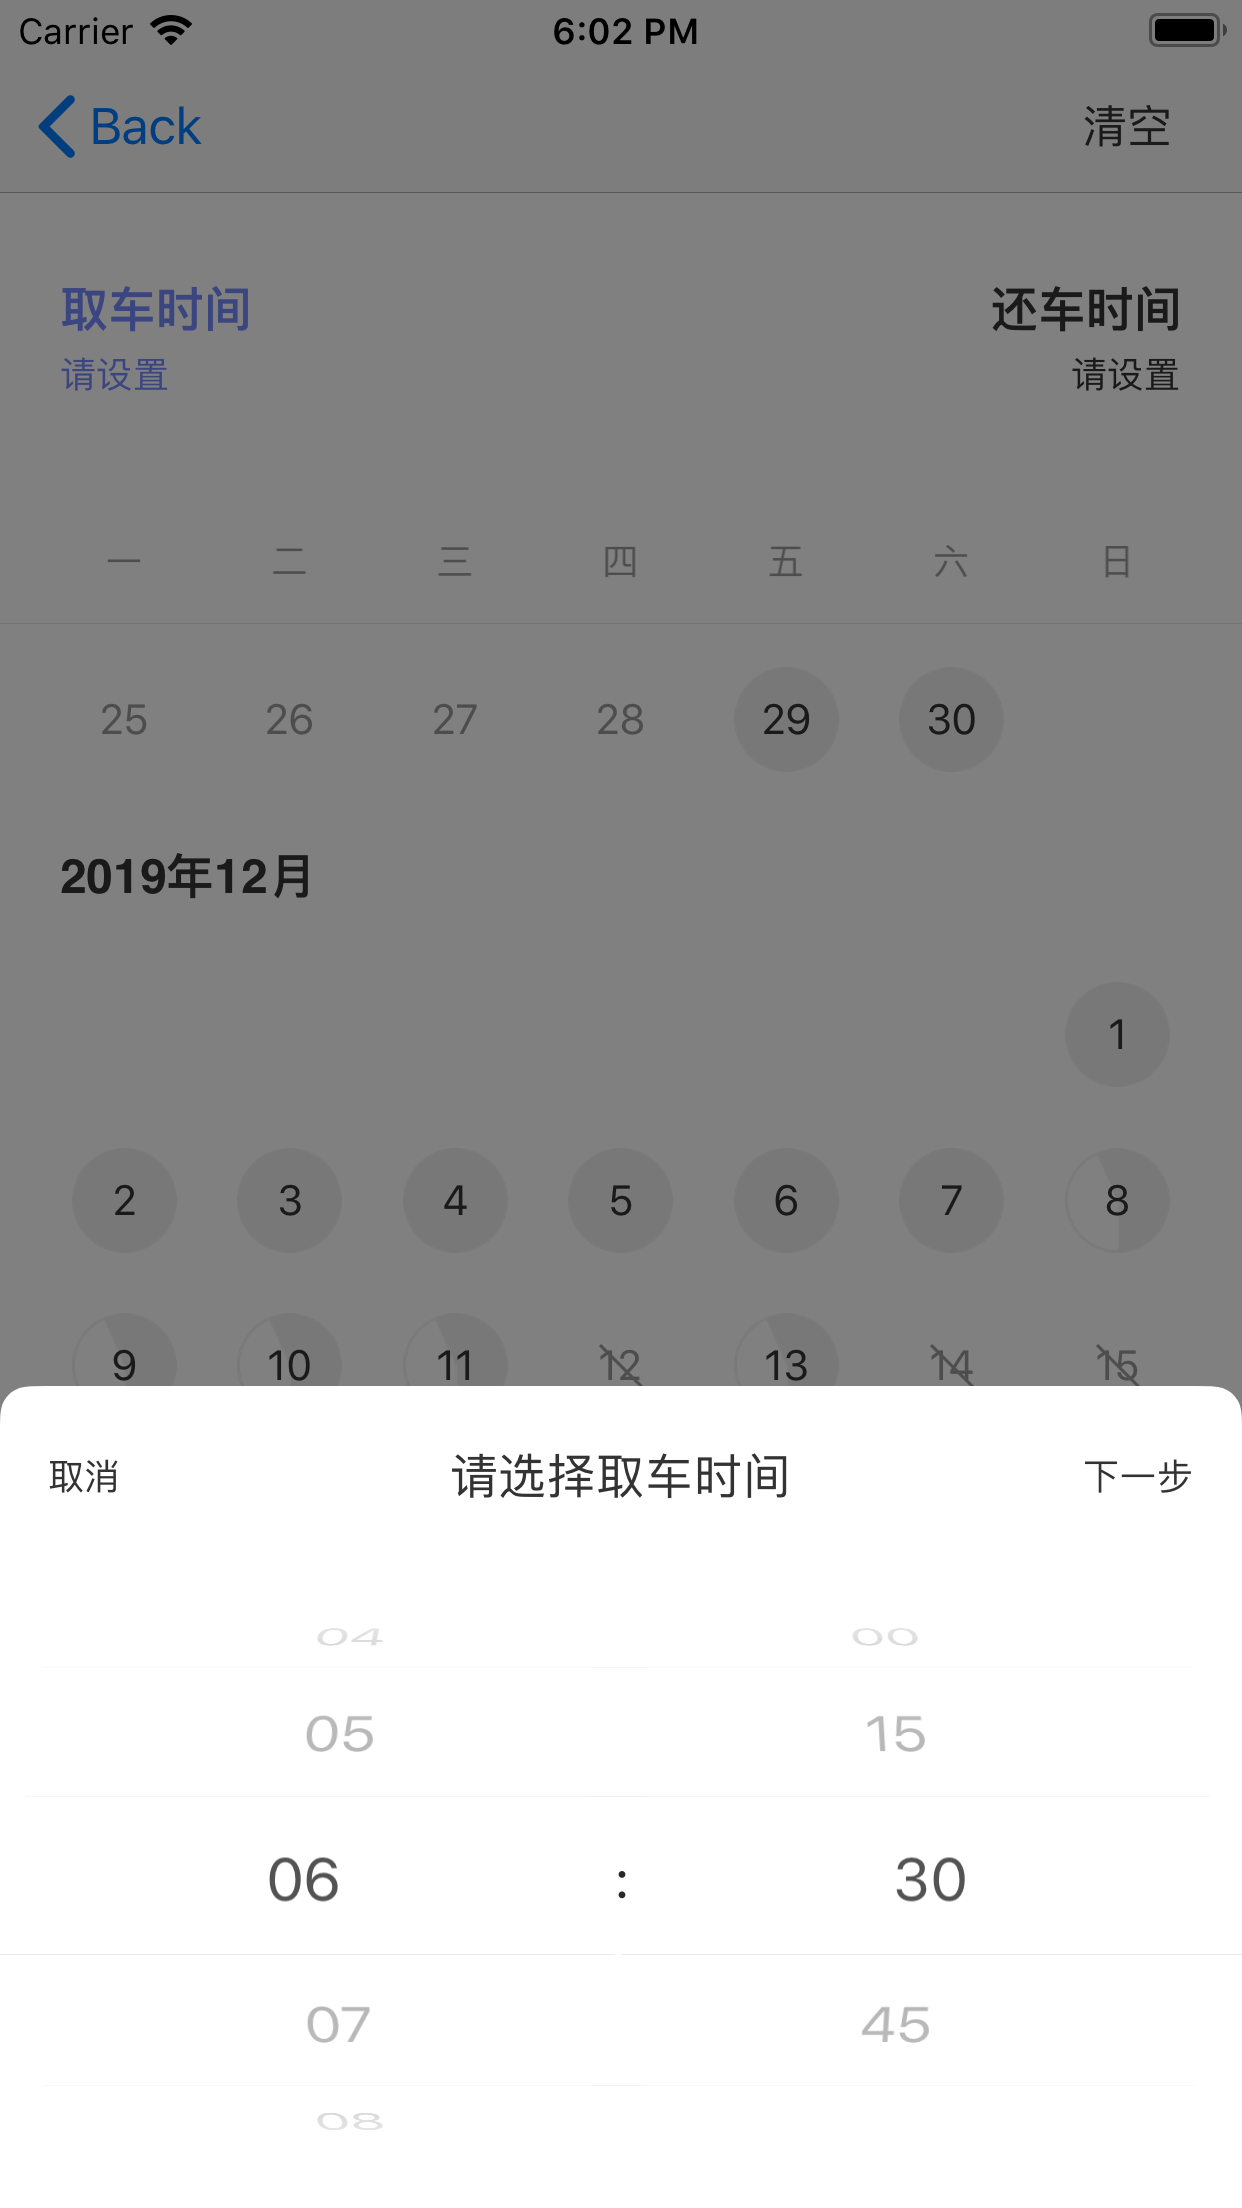 Carrier 6:02 PM
Back 清空
取车时间 还车时间
请设置 请设置
一 二 三 四 五 六 日
25 26 27 28 29 30
2019年12月
1
2 3 4 5 6 7 8
9 10 11 12 13 14 15
取消 请选择取车时间 下一步
04 00
05 15
06 : 30
07 45
08